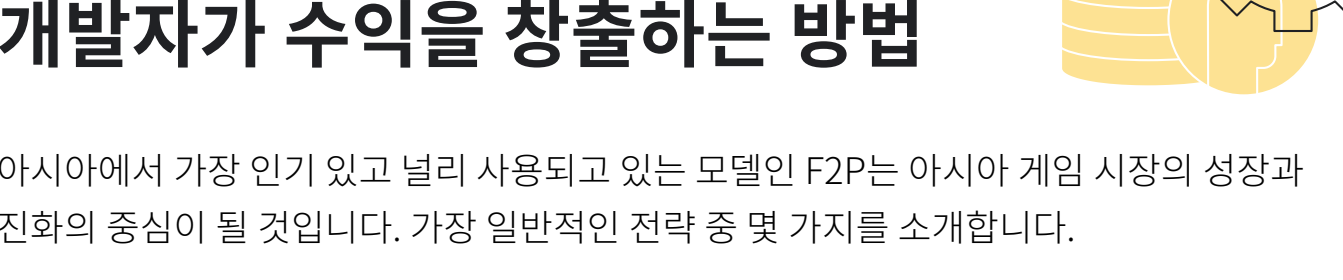 개발자가 수익을 창출하는 방법
아시아에서 가장 인기 있고 널리 사용되고 있는 모델인 F2P는 아시아 게임 시장의 성장과
진화의 중심이 될 것입니다. 가장 일반적인 전략 중 몇 가지를 소개합니다.